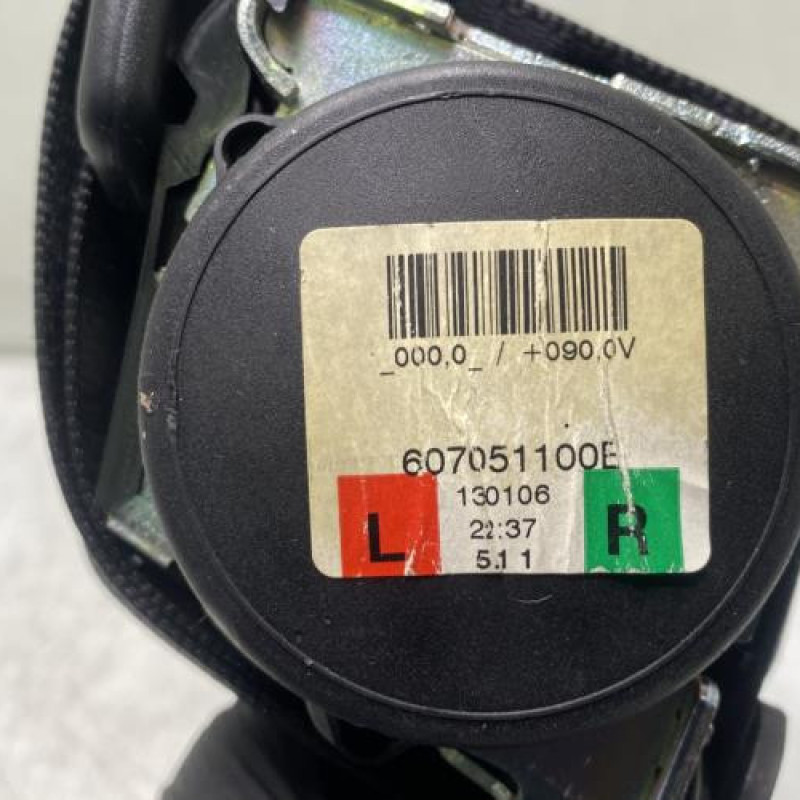 _000,0_ / +090,0V
607051100E
130106
L 22:37 R
5.1 1